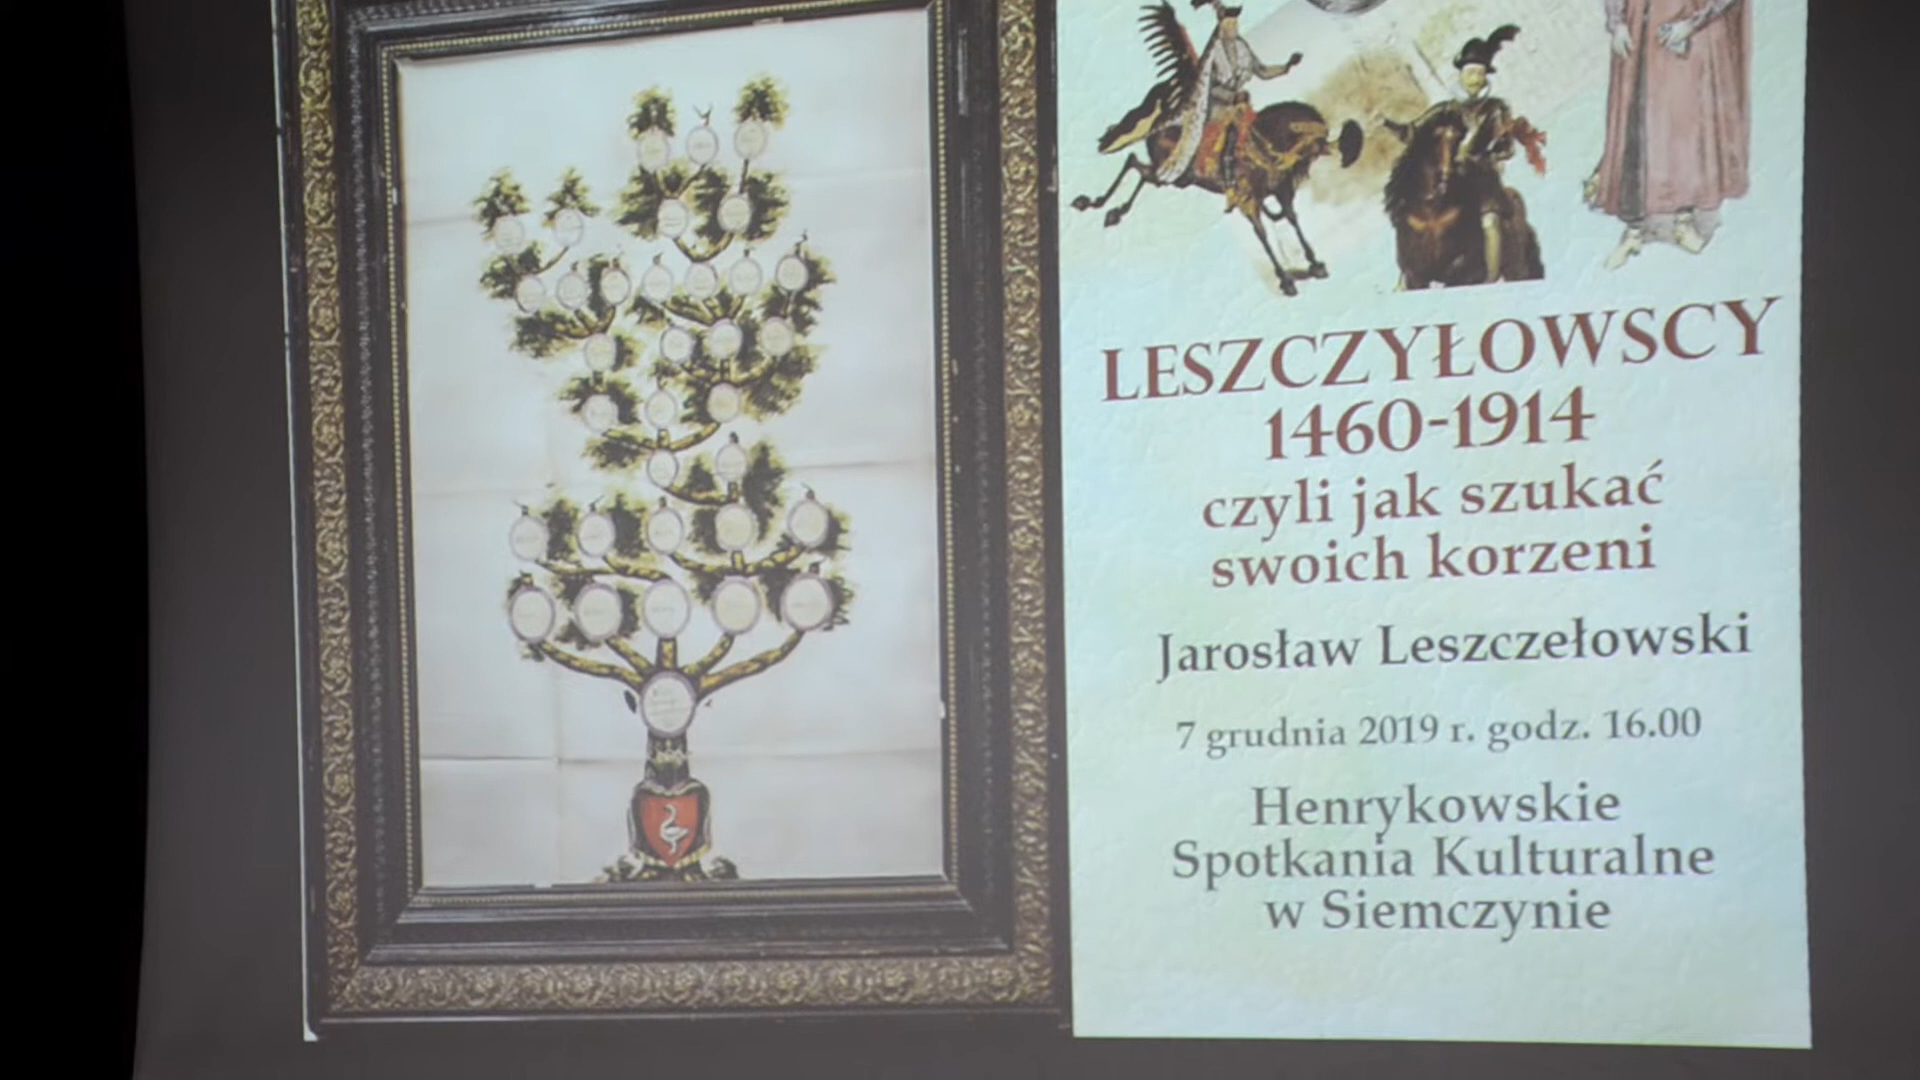 LESZCZYŁOWSCY
1460-1914
czyli jak szukać
swoich korzeni
Jarosław Leszczełowski
7 grudnia 2019 r. godz. 16.00
Henrykowskie
Spotkania Kulturalne
w Siemczynie